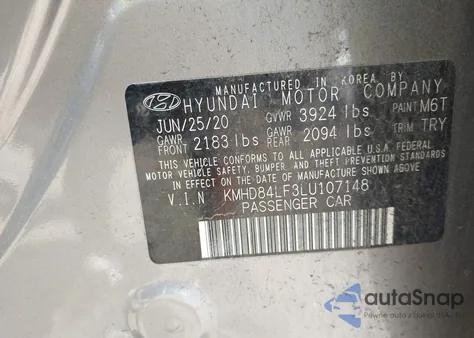 MANUFACTURED IN KOREA BY
HYUNDAI MOTOR COMPANY
JUN/25/20 GVWR 3924 lbs PAINT M6T
GAWR FRONT 2183 lbs GAWR REAR 2094 lbs TRIM TRY
THIS VEHICLE CONFORMS TO ALL APPLICABLE U.S.A. FEDERAL
MOTOR VEHICLE SAFETY, BUMPER, AND THEFT PREVENTION
STANDARDS IN EFFECT ON THE DATE OF MANUFACTURE SHOWN ABOVE.
V.I.N KMHD84LF3LU107148
PASSENGER CAR
autoSnap
Pewne auto z